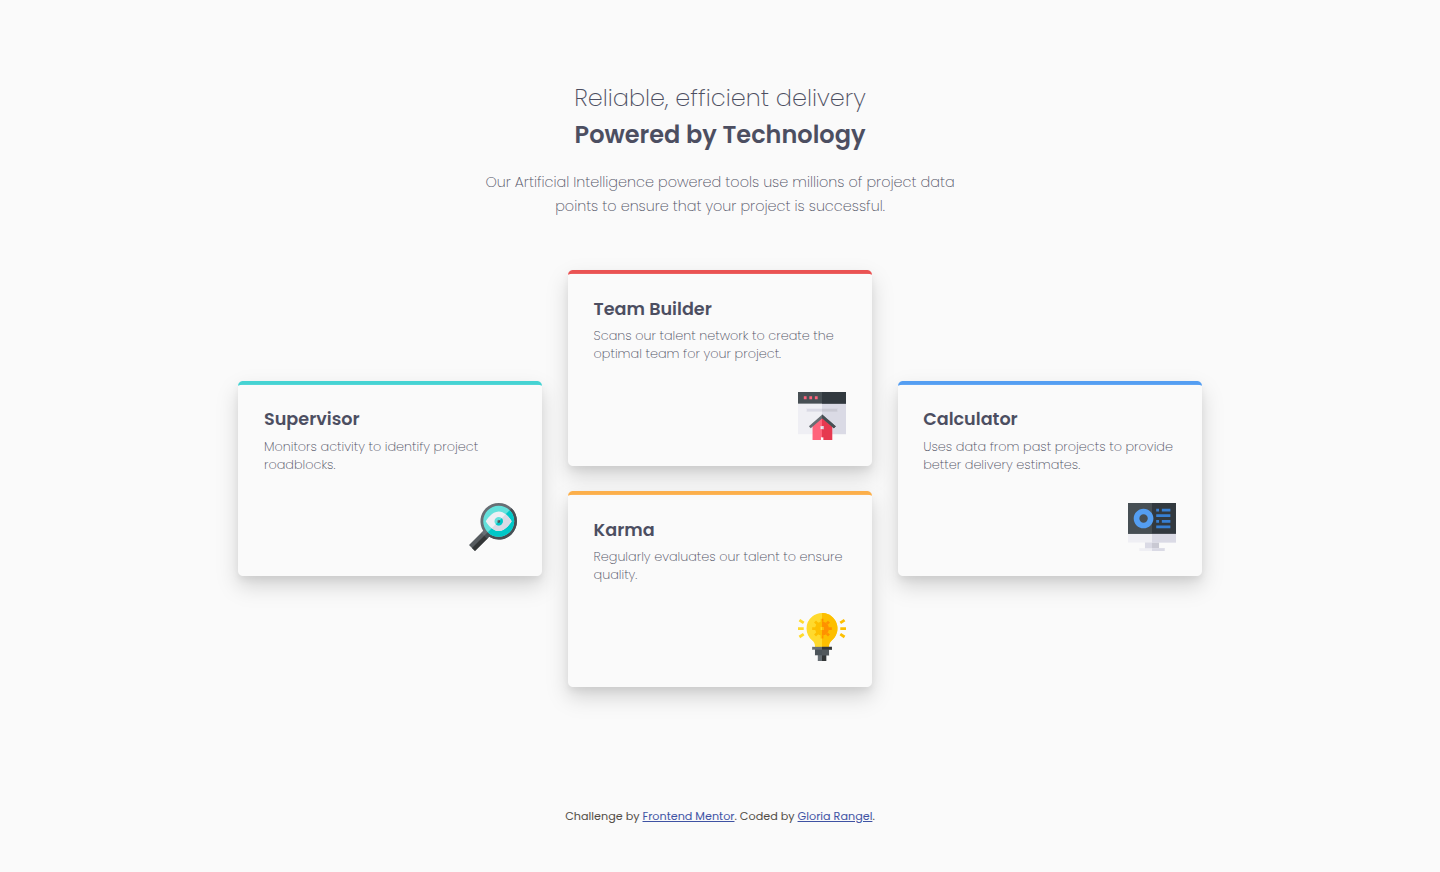 Reliable, efficient delivery
Powered by Technology
Our Artificial Intelligence powered tools use millions of project data
points to ensure that your project is successful.
Supervisor
Monitors activity to identify project
roadblocks.
Team Builder
Scans our talent network to create the
optimal team for your project.
Karma
Regularly evaluates our talent to ensure
quality.
Calculator
Uses data from past projects to provide
better delivery estimates.
Challenge by Frontend Mentor. Coded by Gloria Rangel.